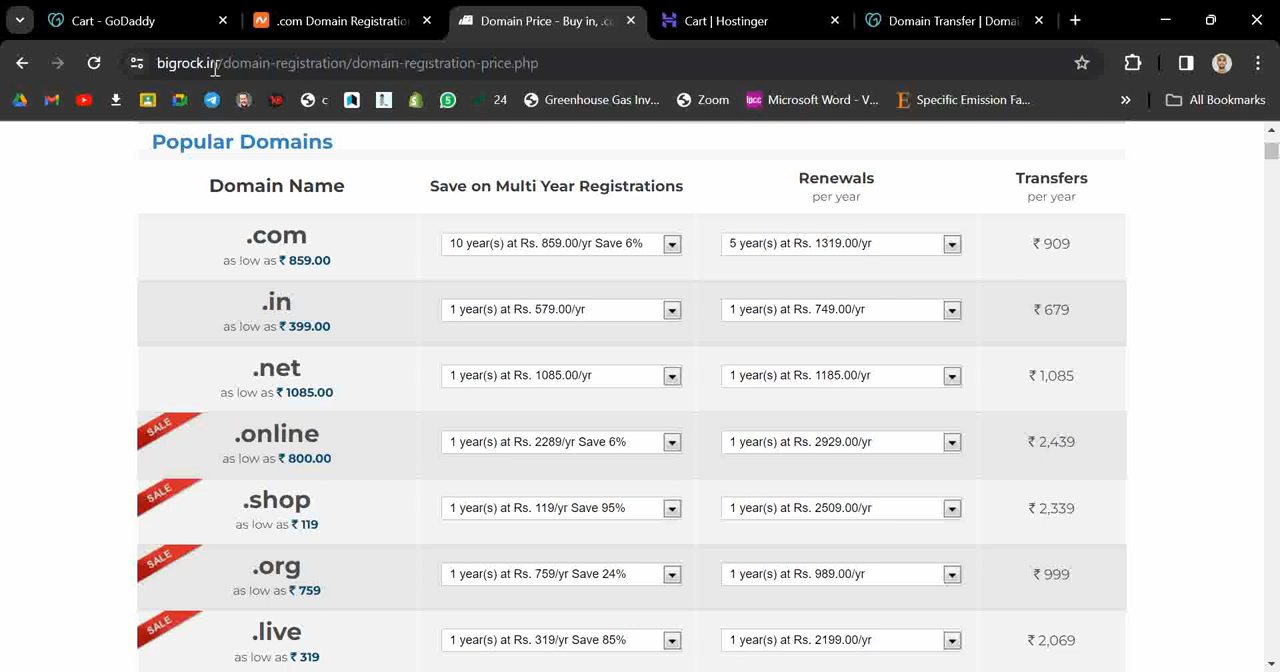 Cart - GoDaddy
.com Domain Registratio
Domain Price - Buy in, .co
Cart | Hostinger
Domain Transfer | Domai
bigrock.in/domain-registration/domain-registration-price.php
c
24
Greenhouse Gas Inv...
Zoom
ipcc
Microsoft Word - V...
E
Specific Emission Fa...
All Bookmarks
Popular Domains
Domain Name
Save on Multi Year Registrations
Renewals
per year
Transfers
per year
.com
as low as ₹ 859.00
10 year(s) at Rs. 859.00/yr Save 6%
5 year(s) at Rs. 1319.00/yr
₹ 909
.in
as low as ₹ 399.00
1 year(s) at Rs. 579.00/yr
1 year(s) at Rs. 749.00/yr
₹ 679
.net
as low as ₹ 1085.00
1 year(s) at Rs. 1085.00/yr
1 year(s) at Rs. 1185.00/yr
₹ 1,085
SALE
.online
as low as ₹ 800.00
1 year(s) at Rs. 2289/yr Save 6%
1 year(s) at Rs. 2929.00/yr
₹ 2,439
SALE
.shop
as low as ₹ 119
1 year(s) at Rs. 119/yr Save 95%
1 year(s) at Rs. 2509.00/yr
₹ 2,339
SALE
.org
as low as ₹ 759
1 year(s) at Rs. 759/yr Save 24%
1 year(s) at Rs. 989.00/yr
₹ 999
SALE
.live
as low as ₹ 319
1 year(s) at Rs. 319/yr Save 85%
1 year(s) at Rs. 2199.00/yr
₹ 2,069